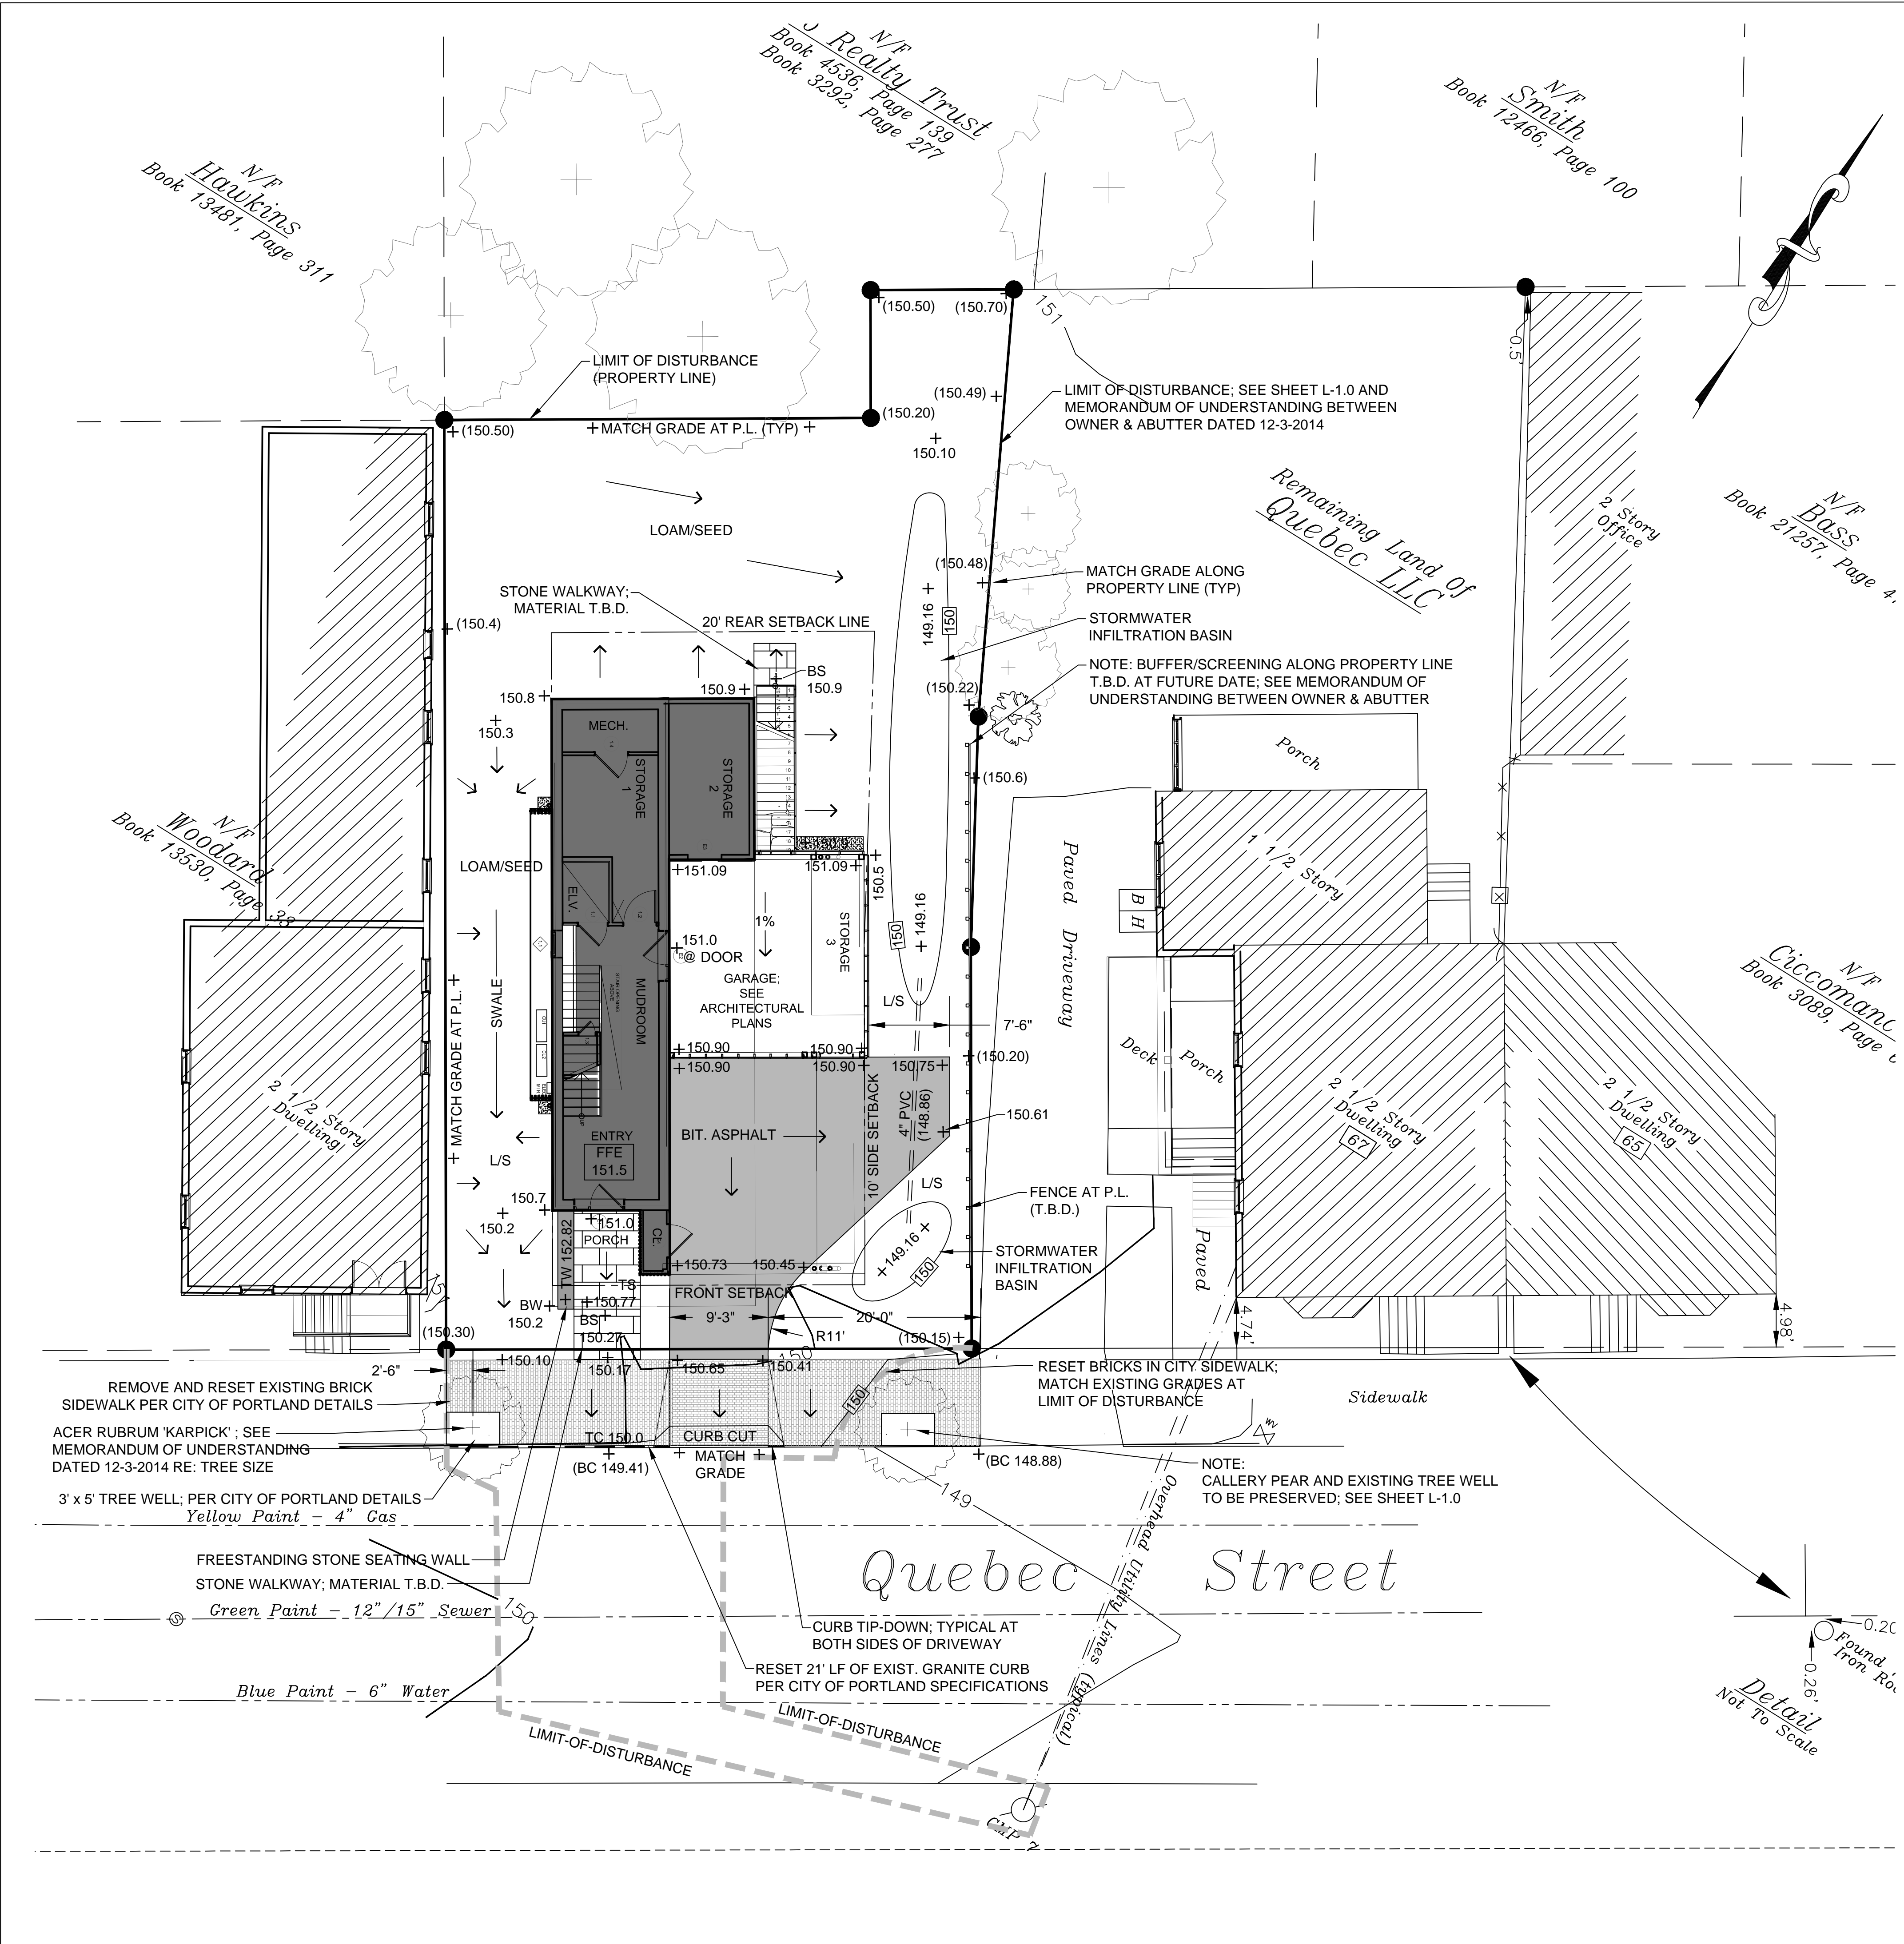 N/F
Realty Trust
Book 4536, Page 139
Book 3292, Page 277
N/F
Smith
Book 12466, Page 100
N/F
Hawkins
Book 13481, Page 311
(150.50)
(150.70)
151
0.5'
LIMIT OF DISTURBANCE
(PROPERTY LINE)
(150.49)
LIMIT OF DISTURBANCE; SEE SHEET L-1.0 AND
MEMORANDUM OF UNDERSTANDING BETWEEN
OWNER & ABUTTER DATED 12-3-2014
(150.20)
(150.50)
MATCH GRADE AT P.L. (TYP)
150.10
Remaining Land Of
Quebec LLC
2 Story
Office
N/F
Bass
Book 21257, Page
LOAM/SEED
(150.48)
MATCH GRADE ALONG
PROPERTY LINE (TYP)
STONE WALKWAY;
MATERIAL T.B.D.
149.16
150
STORMWATER
INFILTRATION BASIN
(150.4)
20' REAR SETBACK LINE
NOTE: BUFFER/SCREENING ALONG PROPERTY LINE
T.B.D. AT FUTURE DATE; SEE MEMORANDUM OF
UNDERSTANDING BETWEEN OWNER & ABUTTER
BS
150.9
150.9
150.8
(150.22)
150.3
MECH.
STORAGE
1
STORAGE
2
Porch
(150.6)
N/F
Woodard
Book 13530, Page 33
1 1/2 Story
150.9
LOAM/SEED
151.09
151.09
150.5
ELV.
B H
Paved Driveway
1%
STORAGE
3
149.16
150
151.0
@ DOOR
GARAGE;
SEE
ARCHITECTURAL
PLANS
MUDROOM
SWALE
MATCH GRADE AT P.L.
N/F
Book 3089, Page
L/S
7'-6"
Deck
Porch
150.90
150.90
150.90
150.90
150.75
(150.20)
2 1/2 Story
Dwelling
2 1/2 Story
Dwelling
67
2 1/2 Story
Dwelling
65
4" PVC
(148.86)
150.61
BIT. ASPHALT
10' SIDE SETBACK
ENTRY
FFE
151.5
L/S
L/S
FENCE AT P.L.
(T.B.D.)
150.7
150.2
151.0
PORCH
CL.
TW 152.82
149.16
150
STORMWATER
INFILTRATION
BASIN
Paved
150.73
150.45
TS
150.77
FRONT SETBACK
BW
150.2
BS
150.27
9'-3"
20'-0"
R11'
(150.15)
4.74'
4.98'
(150.30)
152
150
2'-6"
150.10
150.17
150.65
150.41
REMOVE AND RESET EXISTING BRICK
SIDEWALK PER CITY OF PORTLAND DETAILS
RESET BRICKS IN CITY SIDEWALK;
MATCH EXISTING GRADES AT
LIMIT OF DISTURBANCE
Sidewalk
150
ACER RUBRUM 'KARPICK' ; SEE
MEMORANDUM OF UNDERSTANDING
DATED 12-3-2014 RE: TREE SIZE
TC 150.0
CURB CUT
WV
(BC 149.41)
MATCH
GRADE
(BC 148.88)
NOTE:
CALLERY PEAR AND EXISTING TREE WELL
TO BE PRESERVED; SEE SHEET L-1.0
3' x 5' TREE WELL; PER CITY OF PORTLAND DETAILS
149
Yellow Paint – 4" Gas
FREESTANDING STONE SEATING WALL
Quebec Street
STONE WALKWAY; MATERIAL T.B.D.
S
Green Paint – 12"/15" Sewer
150
Overhead Utility Lines (typical)
CURB TIP-DOWN; TYPICAL AT
BOTH SIDES OF DRIVEWAY
RESET 21' LF OF EXIST. GRANITE CURB
PER CITY OF PORTLAND SPECIFICATIONS
Blue Paint – 6" Water
LIMIT-OF-DISTURBANCE
LIMIT-OF-DISTURBANCE
Found
Iron
0.26'
Detail
Not To Scale